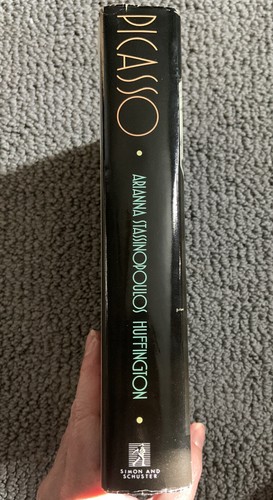 PICASSO
ARIANNA STASSINOPOULOS HUFFINGTON
SIMON AND
SCHUSTER